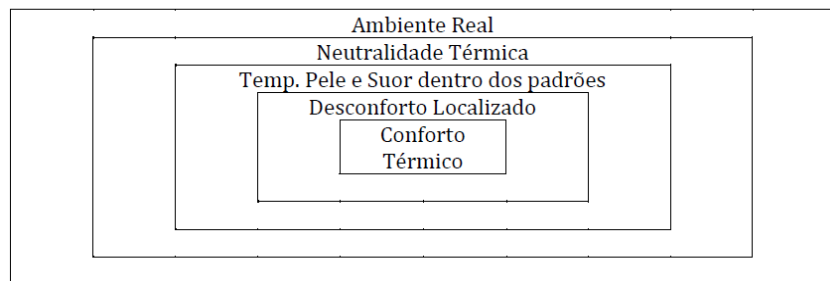 Ambiente Real
Neutralidade Térmica
Temp. Pele e Suor dentro dos padrões
Desconforto Localizado
Conforto
Térmico